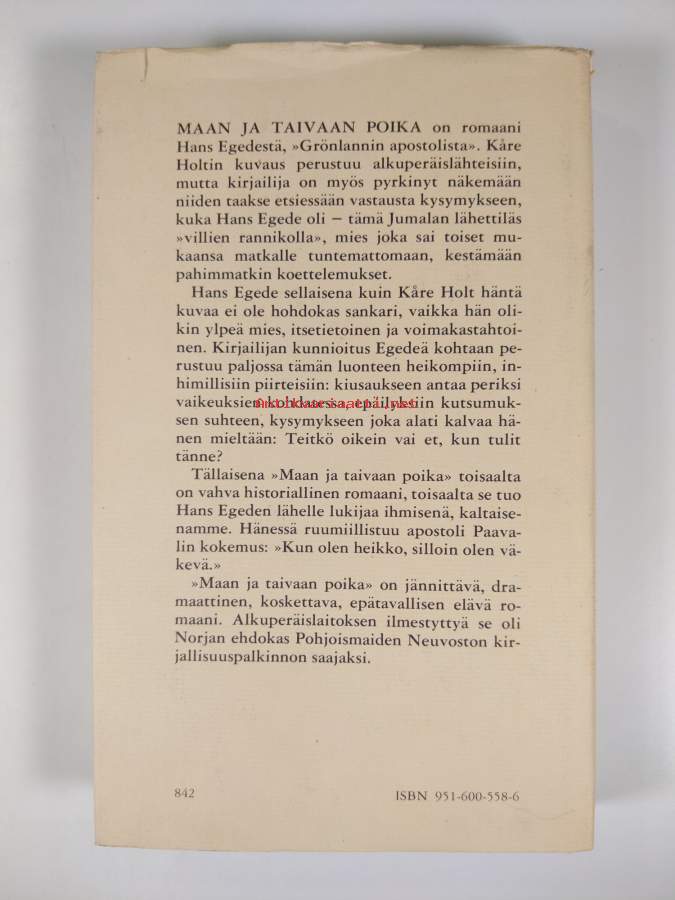 MAAN JA TAIVAAN POIKA on romaani
Hans Egedestä, »Grönlannin apostolista». Kåre
Holtin kuvaus perustuu alkuperäislähteisiin,
mutta kirjailija on myös pyrkinyt näkemään
niiden taakse etsiessään vastausta kysymykseen,
kuka Hans Egede oli — tämä Jumalan lähettiläs
»villien rannikolla», mies joka sai toiset mu-
kaansa matkalle tuntemattomaan, kestämään
pahimmatkin koettelemukset.
Hans Egede sellaisena kuin Kåre Holt häntä
kuvaa ei ole hohdokas sankari, vaikka hän oli-
kin ylpeä mies, itsetietoinen ja voimakastahtoi-
nen. Kirjailijan kunnioitus Egedeä kohtaan pe-
rustuu paljossa tämän luonteen heikompiin, in-
himillisiin piirteisiin: kiusaukseen antaa periksi
vaikeuksien kohdatessa, epäilyksiin kutsumuk-
sen suhteen, kysymykseen joka alati kalvaa hä-
nen mieltään: Teitkö oikein vai et, kun tulit
tänne?
Tällaisena »Maan ja taivaan poika» toisaalta
on vahva historiallinen romaani, toisaalta se tuo
Hans Egeden lähelle lukijaa ihmisenä, kaltaise-
namme. Hänessä ruumiillistuu apostoli Paava-
lin kokemus: »Kun olen heikko, silloin olen vä-
kevä.»
»Maan ja taivaan poika» on jännittävä, dra-
maattinen, koskettava, epätavallisen elävä ro-
maani. Alkuperäislaitoksen ilmestyttyä se oli
Norjan ehdokas Pohjoismaiden Neuvoston kir-
jallisuuspalkinnon saajaksi.
842
ISBN 951-600-558-6